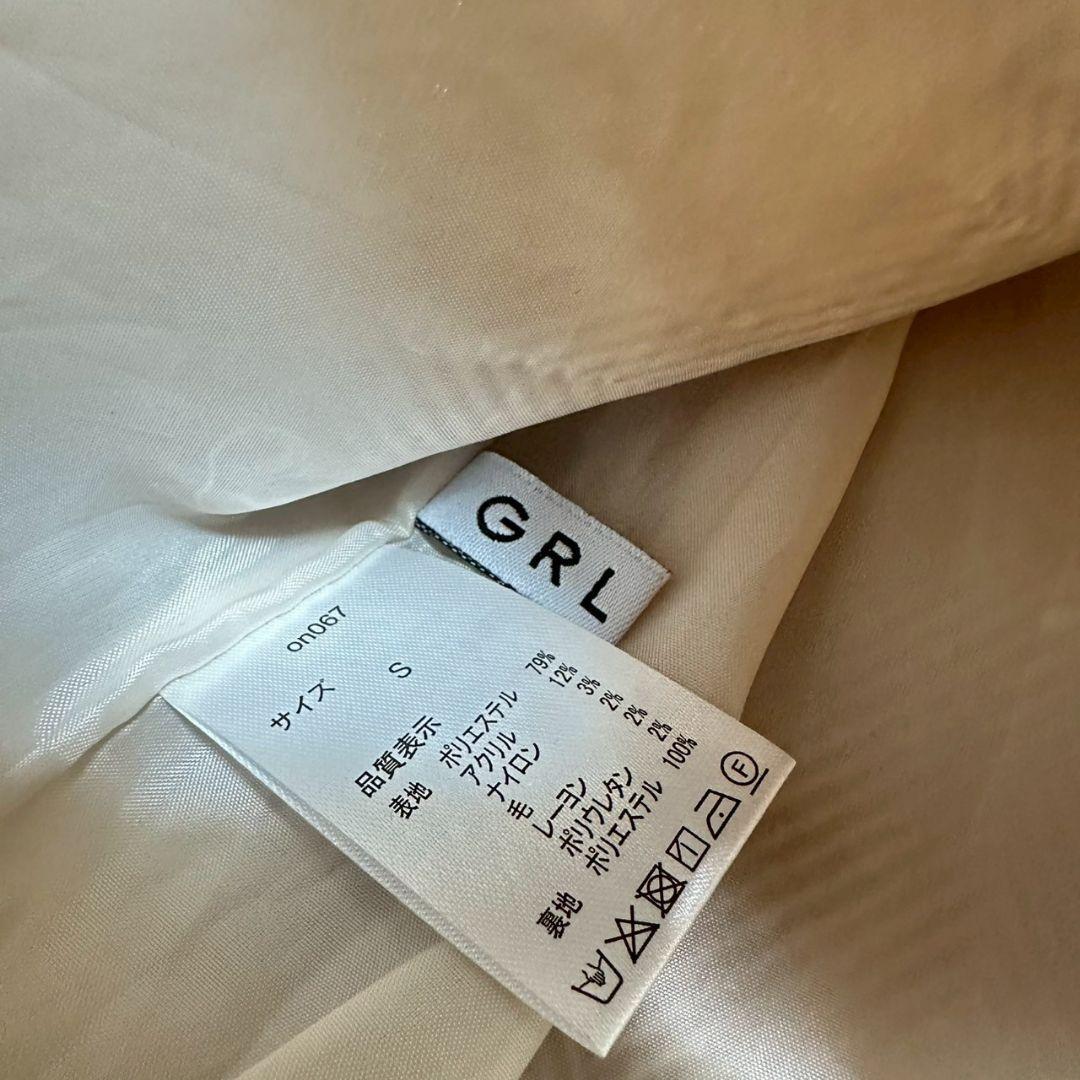 GRL
on067
サイズ S
品質表示
表地 ポリエステル 79%
アクリル 12%
ナイロン 3%
毛 2%
レーヨン 2%
ポリウレタン 2%
裏地 ポリエステル 100%
F